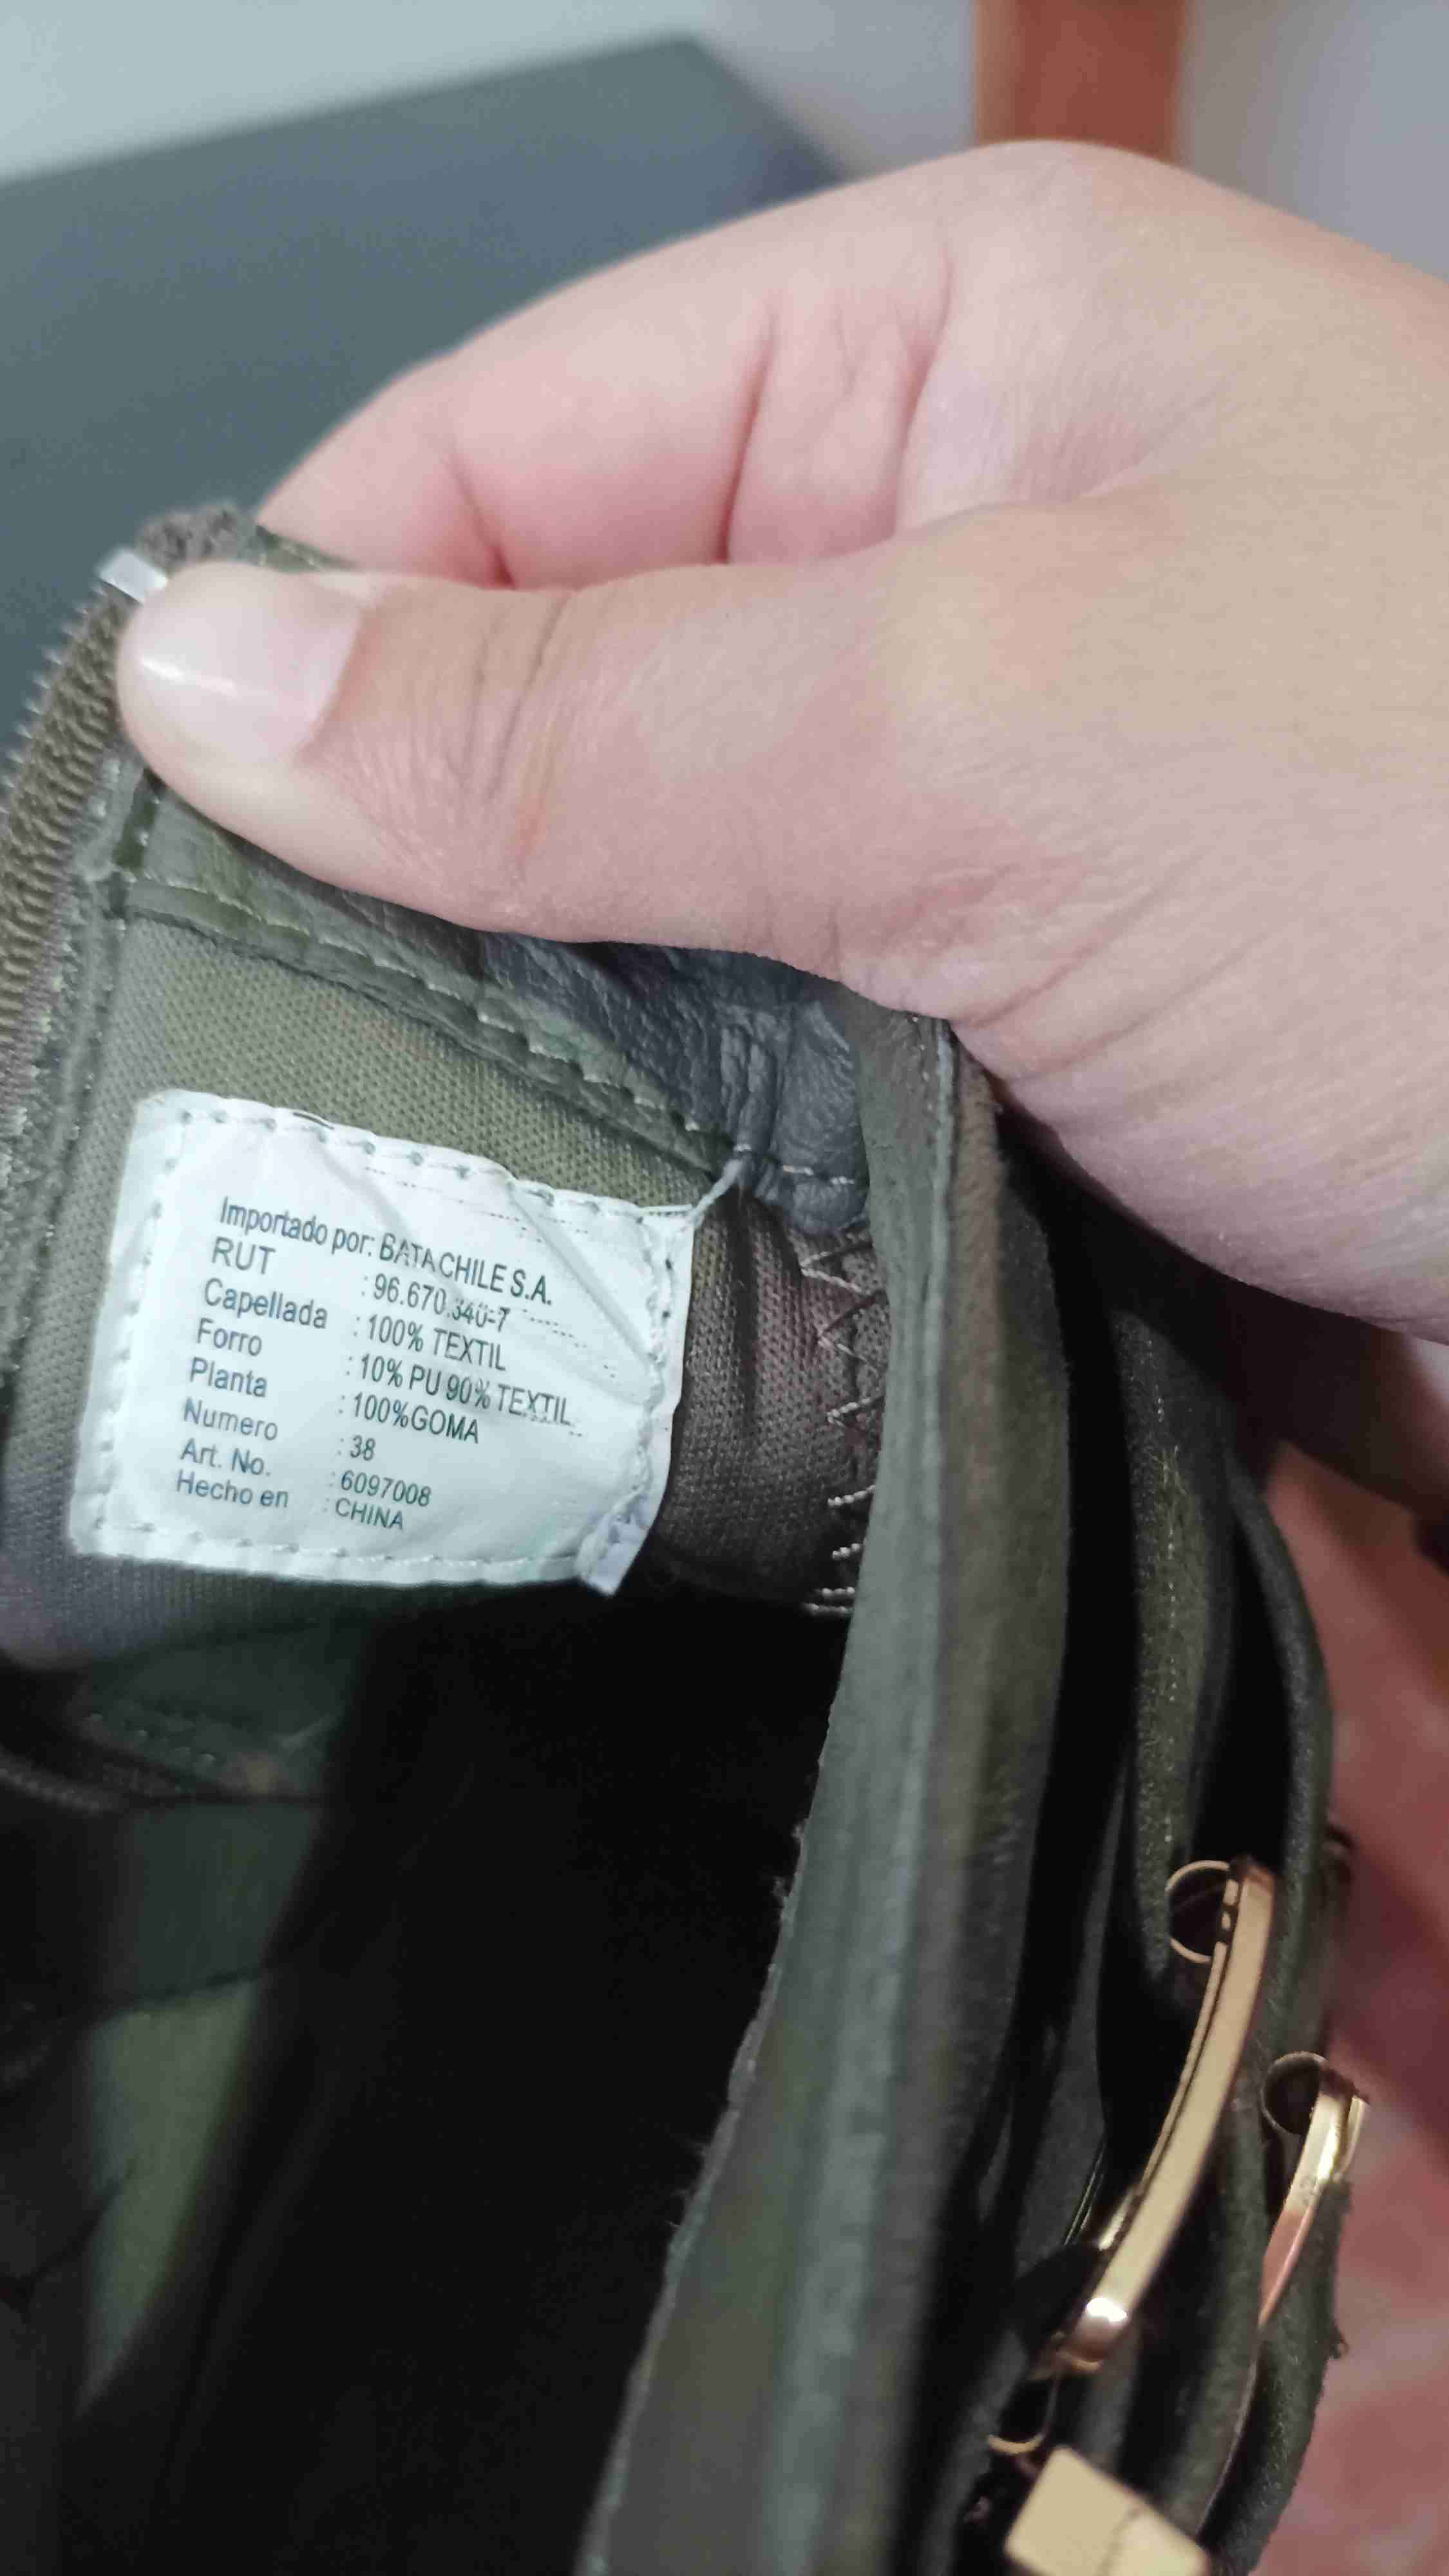 Importado por: BATA CHILE S.A.
RUT : 96.670.340-7
Capellada : 100% TEXTIL
Forro : 10% PU 90% TEXTIL
Planta : 100%GOMA
Numero : 38
Art. No. : 6097008
Hecho en : CHINA